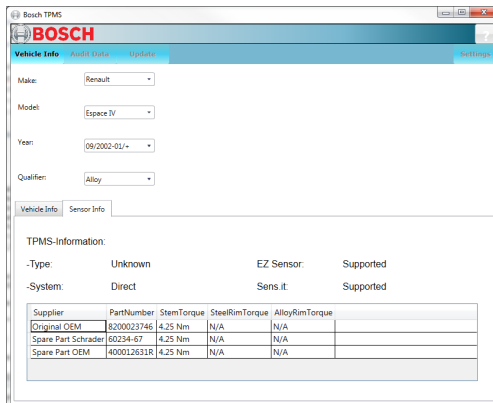 Bosch TPMS
BOSCH
?
Vehicle Info Audit Data Update Settings
Make: Renault
Model: Espace IV
Year: 09/2002-01/+
Qualifier: Alloy
Vehicle Info Sensor Info
TPMS-Information:
-Type: Unknown EZ Sensor: Supported
-System: Direct Sens.it: Supported
Supplier PartNumber StemTorque SteelRimTorque AlloyRimTorque
Original OEM 8200023746 4.25 Nm N/A N/A
Spare Part Schrader 60234-67 4.25 Nm N/A N/A
Spare Part OEM 400012631R 4.25 Nm N/A N/A